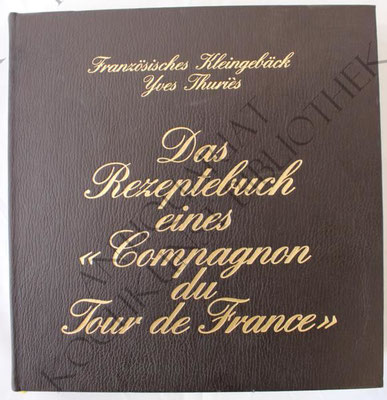 Französisches Kleingebäck
Yves Thuriès
Das
Rezeptebuch
eines
« Compagnon
du
Tour de France »